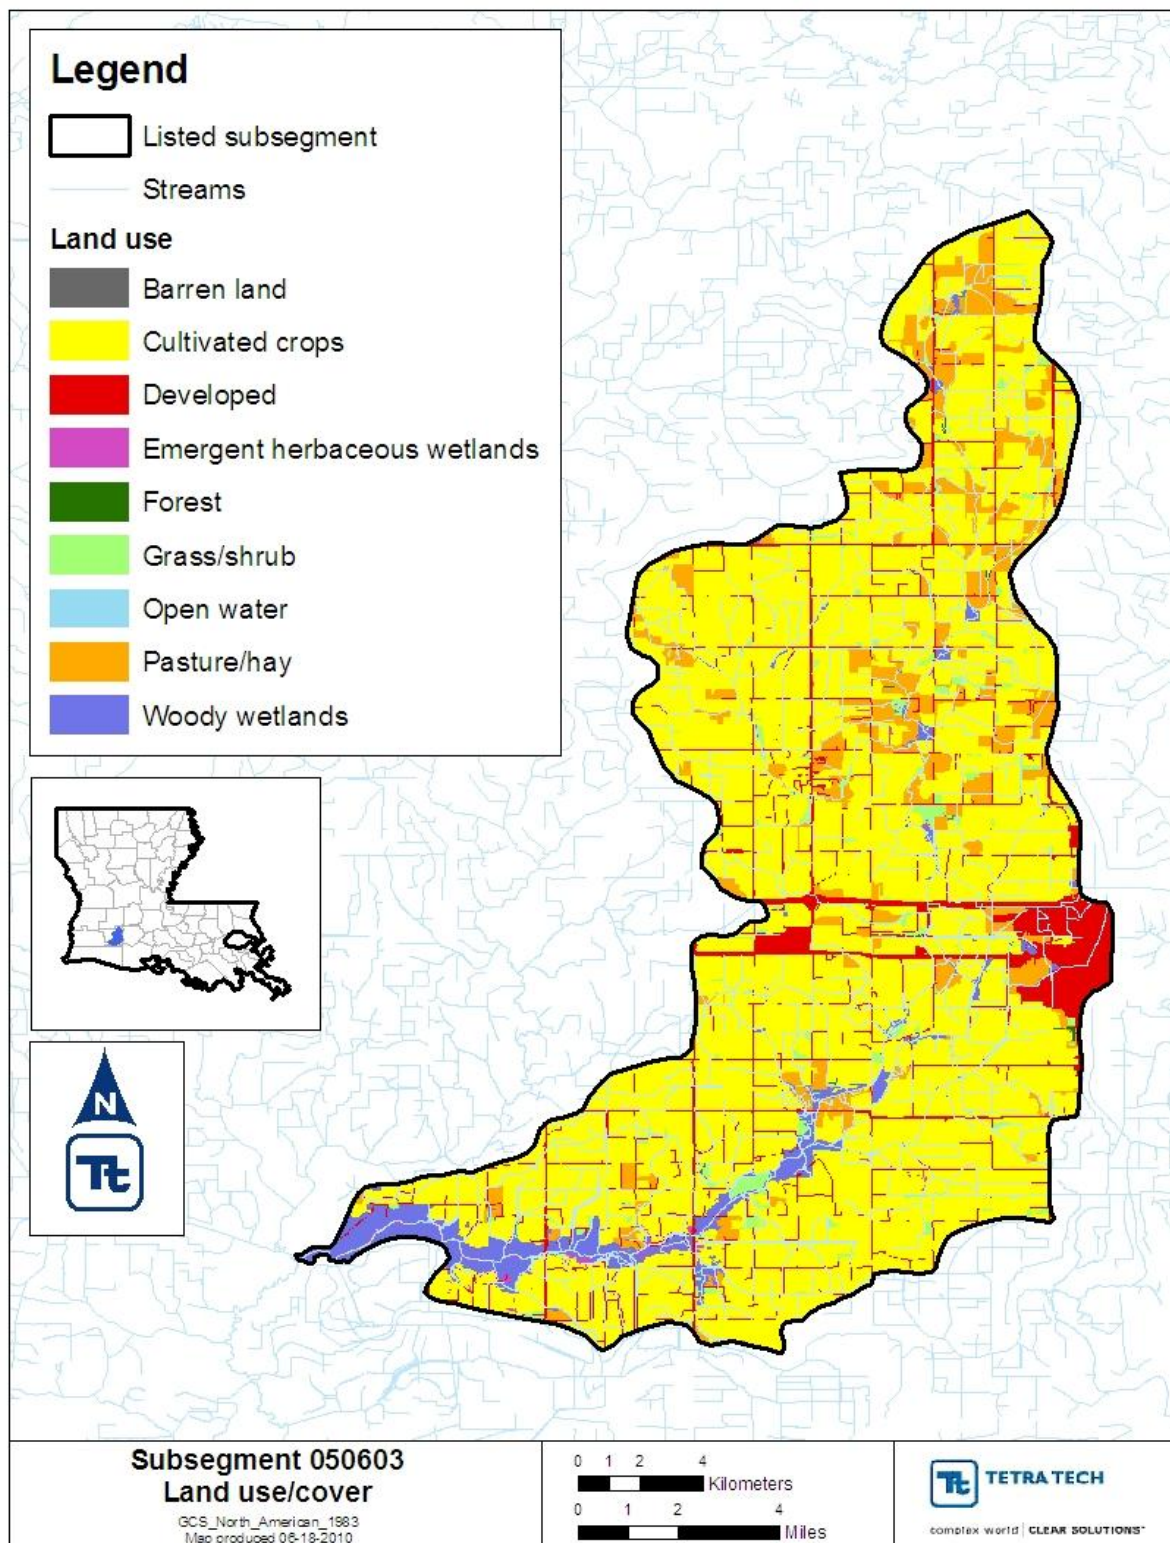 Legend
Listed subsegment
Streams
Land use
Barren land
Cultivated crops
Developed
Emergent herbaceous wetlands
Forest
Grass/shrub
Open water
Pasture/hay
Woody wetlands
N
Tt
Subsegment 050603
Land use/cover
GCS_North_American_1983
Map produced 06-18-2010
0 1 2 4
Kilometers
0 1 2 4
Miles
Tt TETRA TECH
complex world | CLEAR SOLUTIONS™